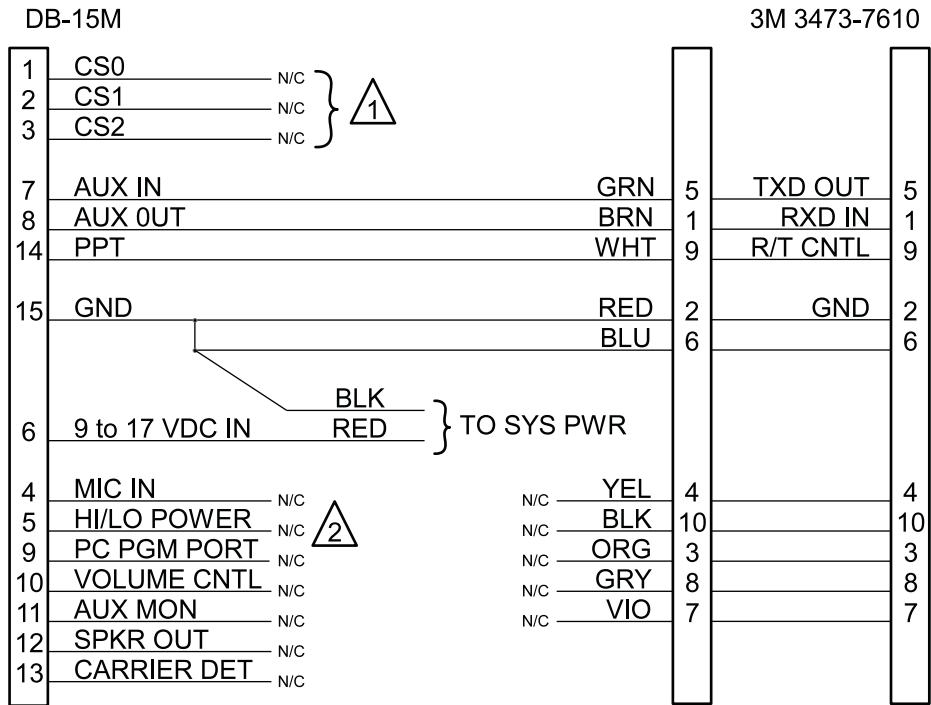 DB-15M 3M 3473-7610
1 CS0 N/C
2 CS1 N/C 1
3 CS2 N/C
7 AUX IN GRN 5 TXD OUT 5
8 AUX 0UT BRN 1 RXD IN 1
14 PPT WHT 9 R/T CNTL 9
15 GND RED 2 GND 2
BLU 6 6
BLK
6 9 to 17 VDC IN RED TO SYS PWR
4 MIC IN N/C N/C YEL 4 4
5 HI/LO POWER N/C 2 N/C BLK 10 10
9 PC PGM PORT N/C N/C ORG 3 3
10 VOLUME CNTL N/C N/C GRY 8 8
11 AUX MON N/C N/C VIO 7 7
12 SPKR OUT N/C
13 CARRIER DET N/C